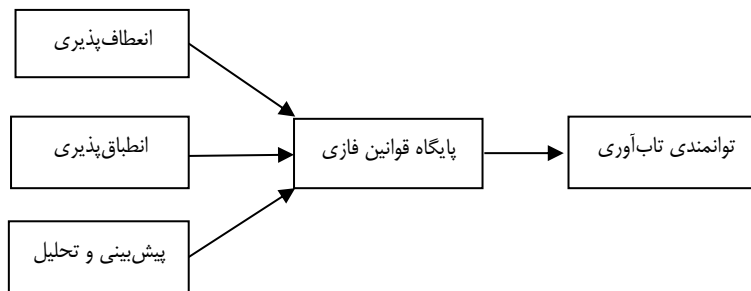 انعطاف‌پذیری
انطباق‌پذیری
پایگاه قوانین فازی
توانمندی تاب‌آوری
پیش‌بینی و تحلیل